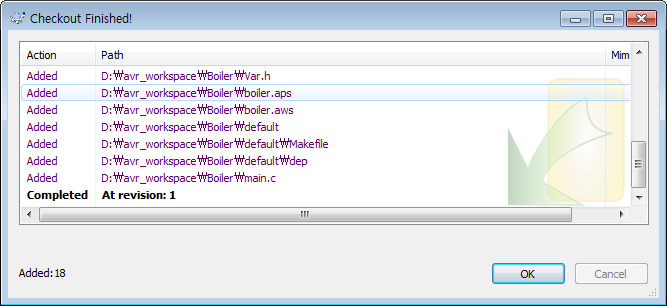 Checkout Finished!
Action Path Mim
Added D:₩avr_workspace₩Boiler₩Var.h
Added D:₩avr_workspace₩Boiler₩boiler.aps
Added D:₩avr_workspace₩Boiler₩boiler.aws
Added D:₩avr_workspace₩Boiler₩default
Added D:₩avr_workspace₩Boiler₩default₩Makefile
Added D:₩avr_workspace₩Boiler₩default₩dep
Added D:₩avr_workspace₩Boiler₩main.c
Completed At revision: 1
Added:18 OK Cancel